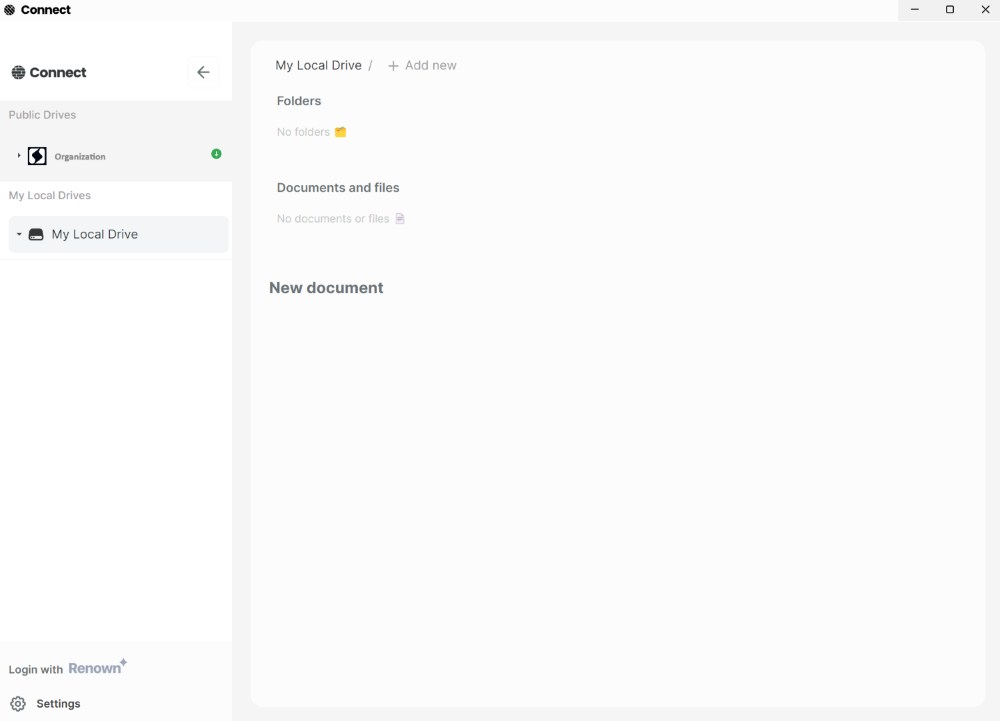 Connect
Connect
Public Drives
Organization
My Local Drives
My Local Drive
Login with Renown
Settings
My Local Drive / + Add new
Folders
No folders
Documents and files
No documents or files
New document